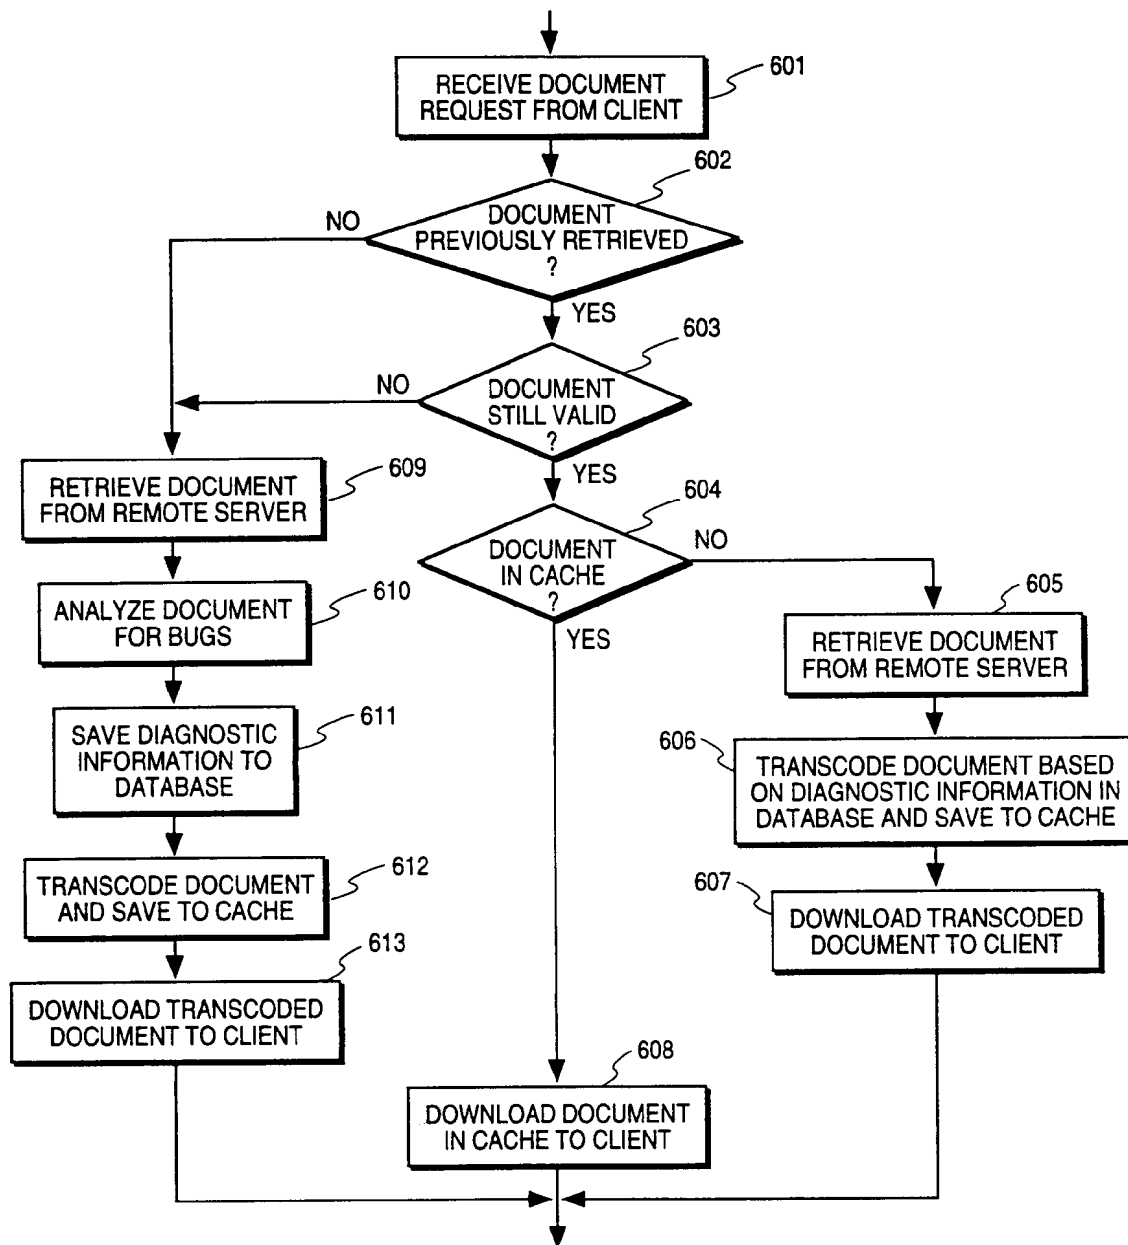 RECEIVE DOCUMENT
REQUEST FROM CLIENT
601
602
DOCUMENT
PREVIOUSLY RETRIEVED
?
NO
YES
603
DOCUMENT
STILL VALID
?
NO
YES
604
DOCUMENT
IN CACHE
?
NO
YES
609
RETRIEVE DOCUMENT
FROM REMOTE SERVER
610
ANALYZE DOCUMENT
FOR BUGS
611
SAVE DIAGNOSTIC
INFORMATION TO
DATABASE
612
TRANSCODE DOCUMENT
AND SAVE TO CACHE
613
DOWNLOAD TRANSCODED
DOCUMENT TO CLIENT
605
RETRIEVE DOCUMENT
FROM REMOTE SERVER
606
TRANSCODE DOCUMENT BASED
ON DIAGNOSTIC INFORMATION IN
DATABASE AND SAVE TO CACHE
607
DOWNLOAD TRANSCODED
DOCUMENT TO CLIENT
608
DOWNLOAD DOCUMENT
IN CACHE TO CLIENT